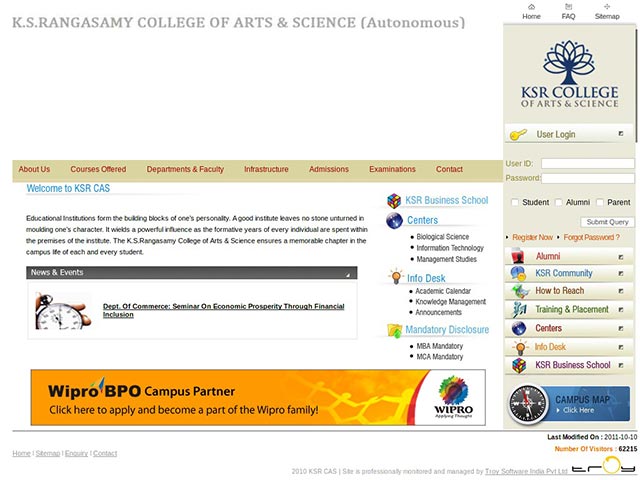 Home FAQ Sitemap
K.S.RANGASAMY COLLEGE OF ARTS & SCIENCE (Autonomous)
KSR COLLEGE
OF ARTS & SCIENCE
User Login
User ID:
Password:
Student Alumni Parent
Submit Query
Register Now Forgot Password ?
About Us Courses Offered Departments & Faculty Infrastructure Admissions Examinations Contact
Welcome to KSR CAS
Educational Institutions form the building blocks of one's personality. A good institute leaves no stone unturned in
moulding one's character. It wields a powerful influence as the formative years of every individual are spent within
the premises of the institute. The K.S.Rangasamy College of Arts & Science ensures a memorable chapter in the
campus life of each and every student.
News & Events
Dept. Of Commerce: Seminar On Economic Prosperity Through Financial
Inclusion
KSR Business School
Centers
Biological Science
Information Technology
Management Studies
Info Desk
Academic Calendar
Knowledge Management
Announcements
Mandatory Disclosure
MBA Mandatory
MCA Mandatory
Alumni
KSR Community
How to Reach
Training & Placement
Centers
Info Desk
KSR Business School
CAMPUS MAP
Click Here
Wipro BPO Campus Partner
Click here to apply and become a part of the Wipro family!
WIPRO
Applying Thought
Last Modified On : 2011-10-10
Number Of Visitors : 62215
Home | Sitemap | Enquiry | Contact
2010 KSR CAS | Site is professionally monitored and managed by Troy Software India Pvt Ltd
troy